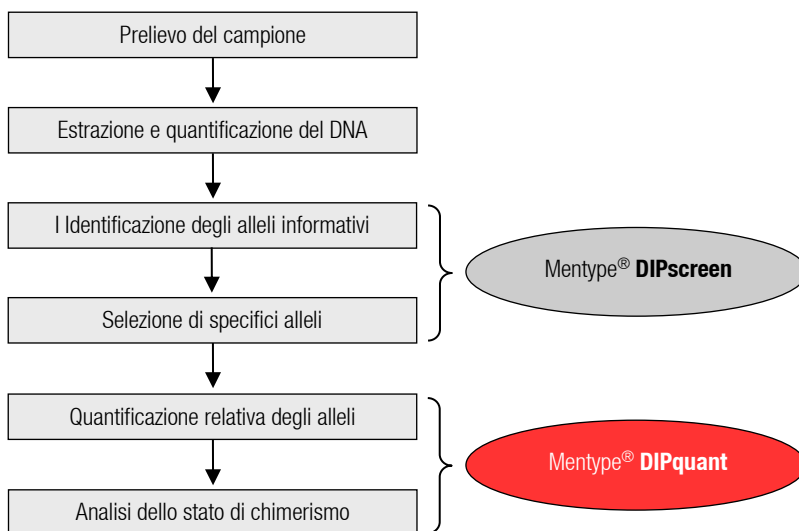 Prelievo del campione
Estrazione e quantificazione del DNA
I Identificazione degli alleli informativi
Mentype® DIPscreen
Selezione di specifici alleli
Quantificazione relativa degli alleli
Mentype® DIPquant
Analisi dello stato di chimerismo